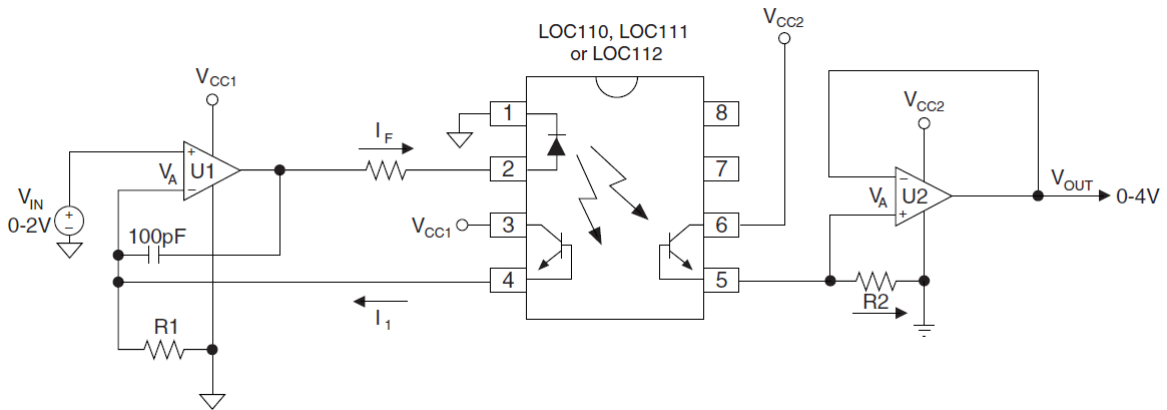 LOC110, LOC111
or LOC112
VCC1
VCC2
VCC2
IF
1
8
+
U1
VA
−
2
7
−
U2
VA
+
VOUT
0-4V
VIN
0-2V
+
−
100pF
VCC1
3
6
4
5
I1
R1
R2